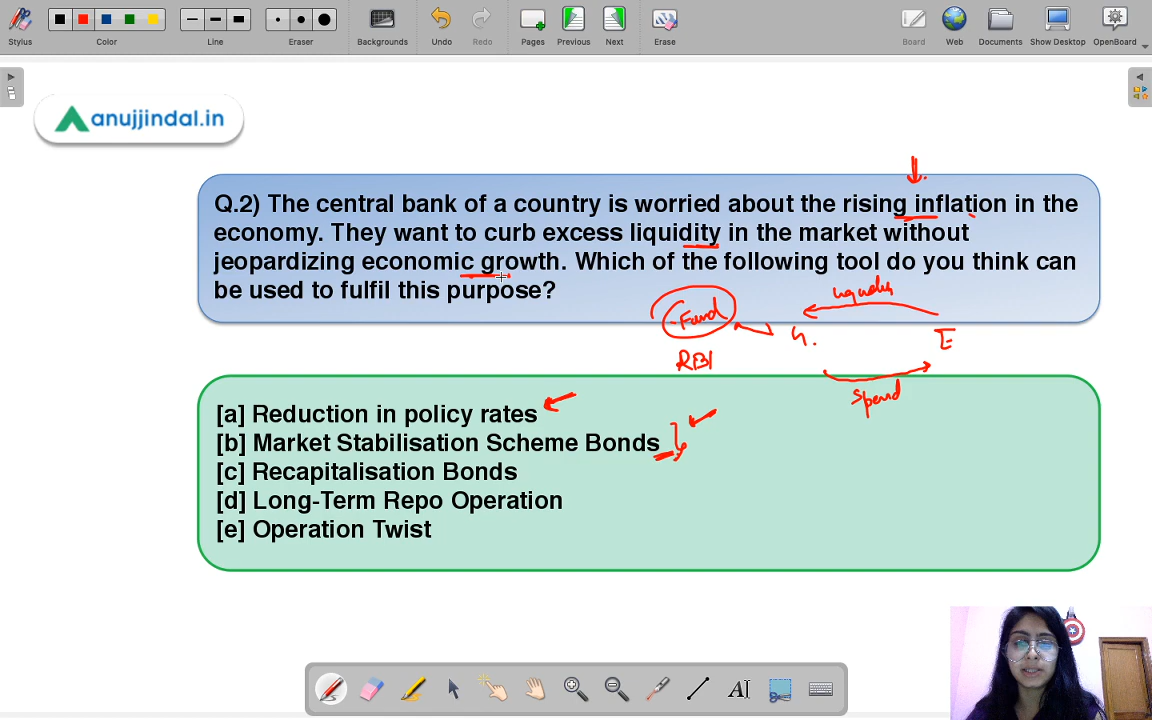 Stylus
Color
Line
Eraser
Backgrounds
Undo
Redo
Pages
Previous
Next
Erase
Board
Web
Documents
Show Desktop
OpenBoard
anujjindal.in
Q.2) The central bank of a country is worried about the rising inflation in the
economy. They want to curb excess liquidity in the market without
jeopardizing economic growth. Which of the following tool do you think can
be used to fulfil this purpose?
Fund
RBI
E
spend
[a] Reduction in policy rates
[b] Market Stabilisation Scheme Bonds
[c] Recapitalisation Bonds
[d] Long-Term Repo Operation
[e] Operation Twist